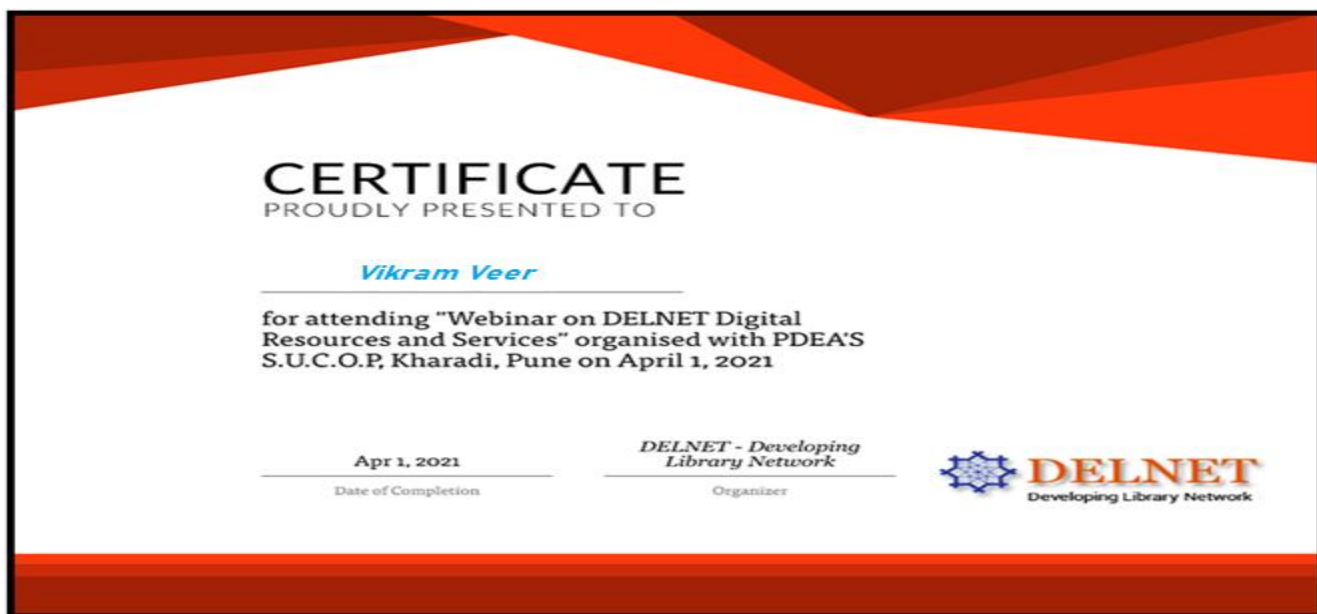 CERTIFICATE
PROUDLY PRESENTED TO
Vikram Veer
for attending "Webinar on DELNET Digital
Resources and Services" organised with PDEA'S
S.U.C.O.P, Kharadi, Pune on April 1, 2021
Apr 1, 2021
Date of Completion
DELNET - Developing
Library Network
Organizer
DELNET
Developing Library Network